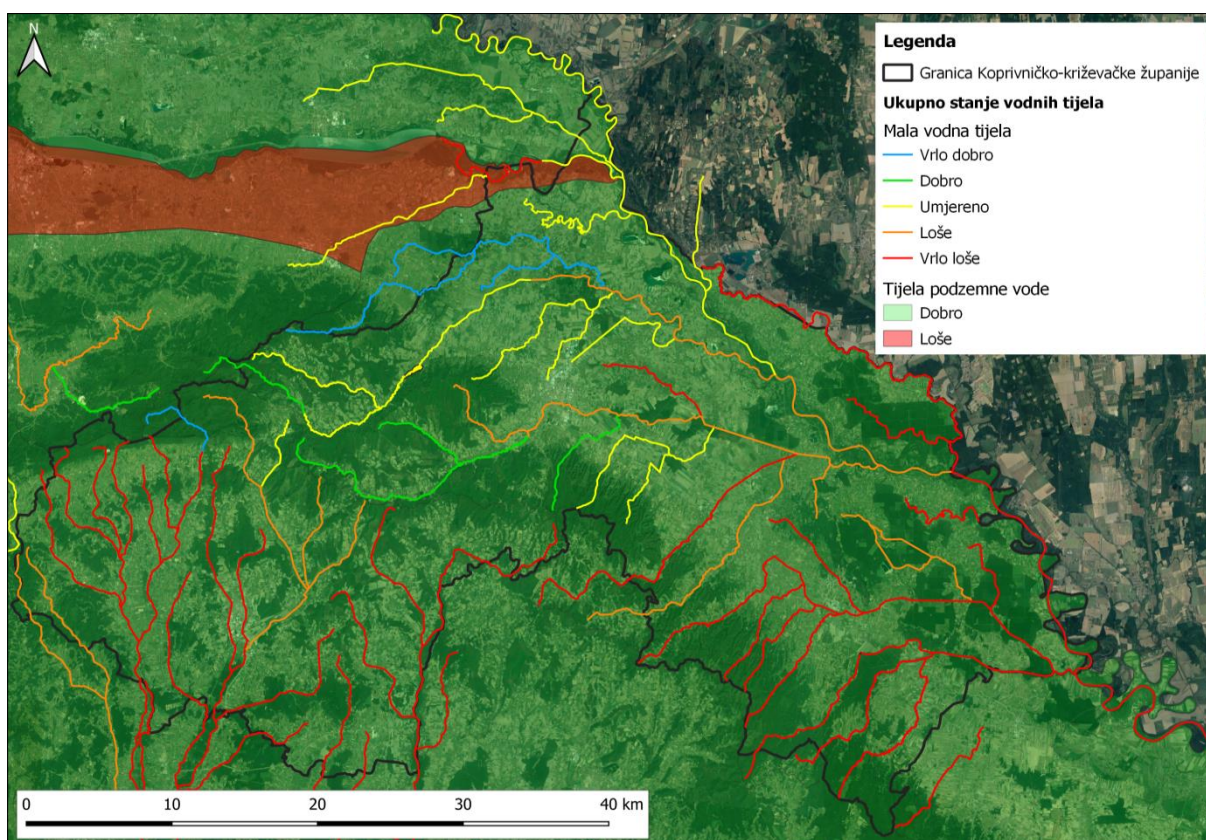 N
Legenda
Granica Koprivničko-križevačke županije
Ukupno stanje vodnih tijela
Mala vodna tijela
Vrlo dobro
Dobro
Umjereno
Loše
Vrlo loše
Tijela podzemne vode
Dobro
Loše
0 10 20 30 40 km